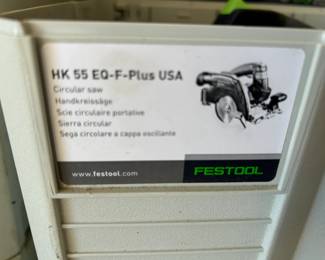 HK 55 EQ-F-Plus USA
Circular saw
Handkreissäge
Scie circulaire portative
Sierra circular
Sega circolare a cappa oscillante
www.festool.com
FESTOOL